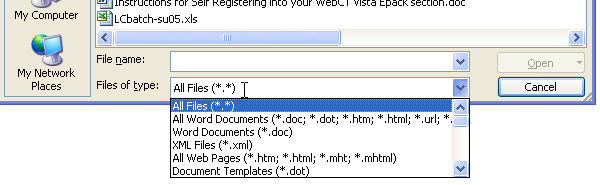 Instructions for Self Registering into your WebCT Vista Epack section.doc
My Computer
LCbatch-su05.xls
File name:
Open
My Network
Places
Files of type:
All Files (*.*)
Cancel
All Files (*.*)
All Word Documents (*.doc; *.dot; *.htm; *.html; *.url; *.
Word Documents (*.doc)
XML Files (*.xml)
All Web Pages (*.htm; *.html; *.mht; *.mhtml)
Document Templates (*.dot)